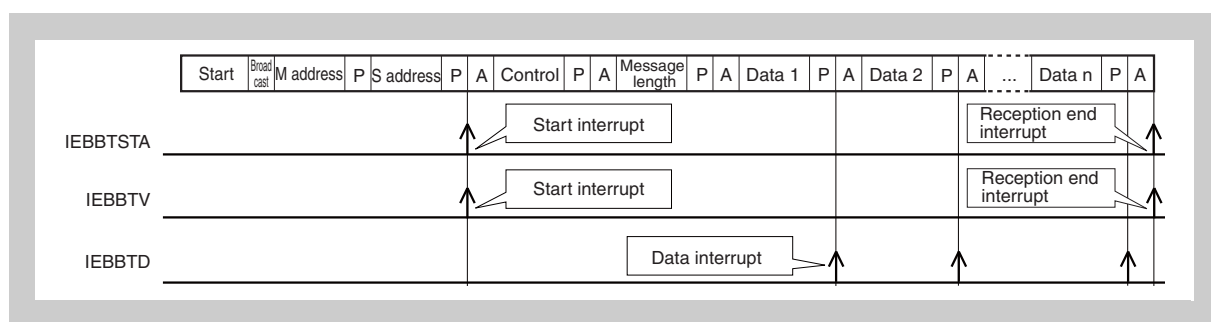 Start Broad cast M address P S address P A Control P A Message length P A Data 1 P A Data 2 P A ... Data n P A
IEBBTSTA
Start interrupt
Reception end
interrupt
IEBBTV
Start interrupt
Reception end
interrupt
IEBBTD
Data interrupt